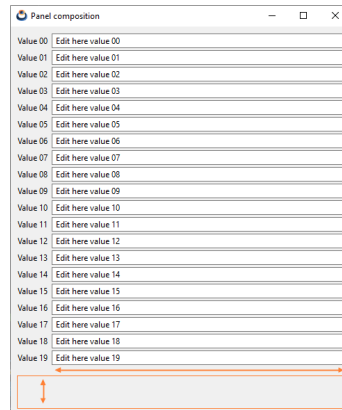 Panel composition
Value 00 Edit here value 00
Value 01 Edit here value 01
Value 02 Edit here value 02
Value 03 Edit here value 03
Value 04 Edit here value 04
Value 05 Edit here value 05
Value 06 Edit here value 06
Value 07 Edit here value 07
Value 08 Edit here value 08
Value 09 Edit here value 09
Value 10 Edit here value 10
Value 11 Edit here value 11
Value 12 Edit here value 12
Value 13 Edit here value 13
Value 14 Edit here value 14
Value 15 Edit here value 15
Value 16 Edit here value 16
Value 17 Edit here value 17
Value 18 Edit here value 18
Value 19 Edit here value 19